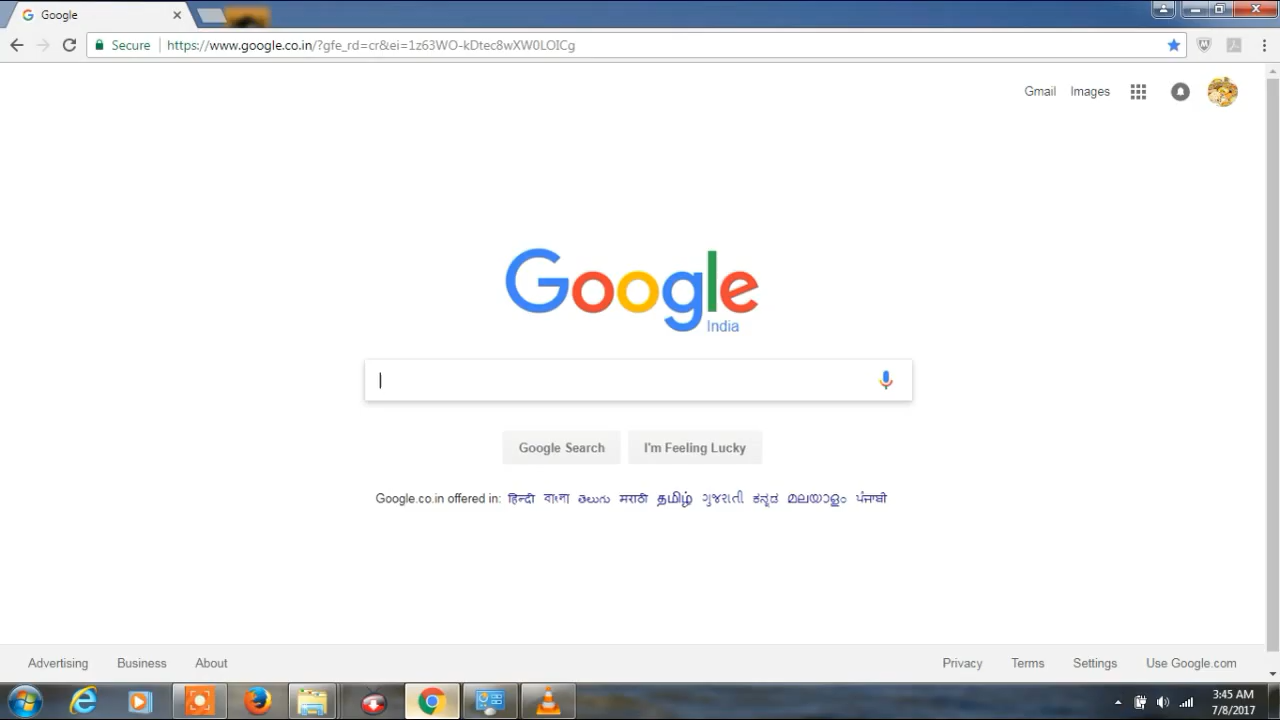 Google
Secure https://www.google.co.in/?gfe_rd=cr&ei=1z63WO-kDtec8wXW0LOICg
Gmail Images
Google
India
Google Search I'm Feeling Lucky
Google.co.in offered in: हिन्दी বাংলা తెలుగు मराठी தமிழ் ગુજરાતી ಕನ್ನಡ മലയാളം ਪੰਜਾਬੀ
Advertising Business About Privacy Terms Settings Use Google.com
3:45 AM
7/8/2017